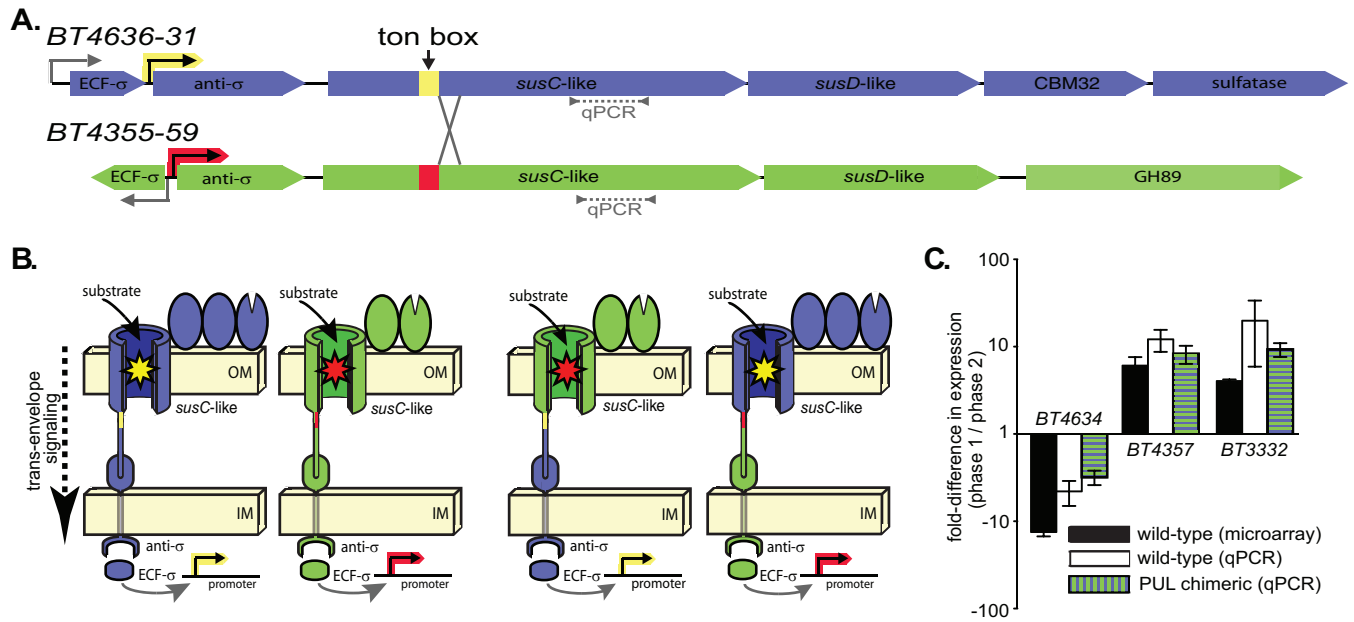 A.
BT4636-31
ton box
ECF-σ
anti-σ
susC-like
susD-like
CBM32
sulfatase
qPCR
BT4355-59
ECF-σ
anti-σ
susC-like
susD-like
GH89
qPCR
B.
trans-envelope
signaling
substrate
substrate
substrate
substrate
OM
OM
susC-like
susC-like
susC-like
susC-like
IM
IM
anti-σ
anti-σ
anti-σ
anti-σ
ECF-σ
ECF-σ
ECF-σ
ECF-σ
promoter
promoter
promoter
promoter
C.
fold-difference in expression
(phase 1 / phase 2)
100
10
1
-10
-100
BT4634
BT4357
BT3332
wild-type (microarray)
wild-type (qPCR)
PUL chimeric (qPCR)